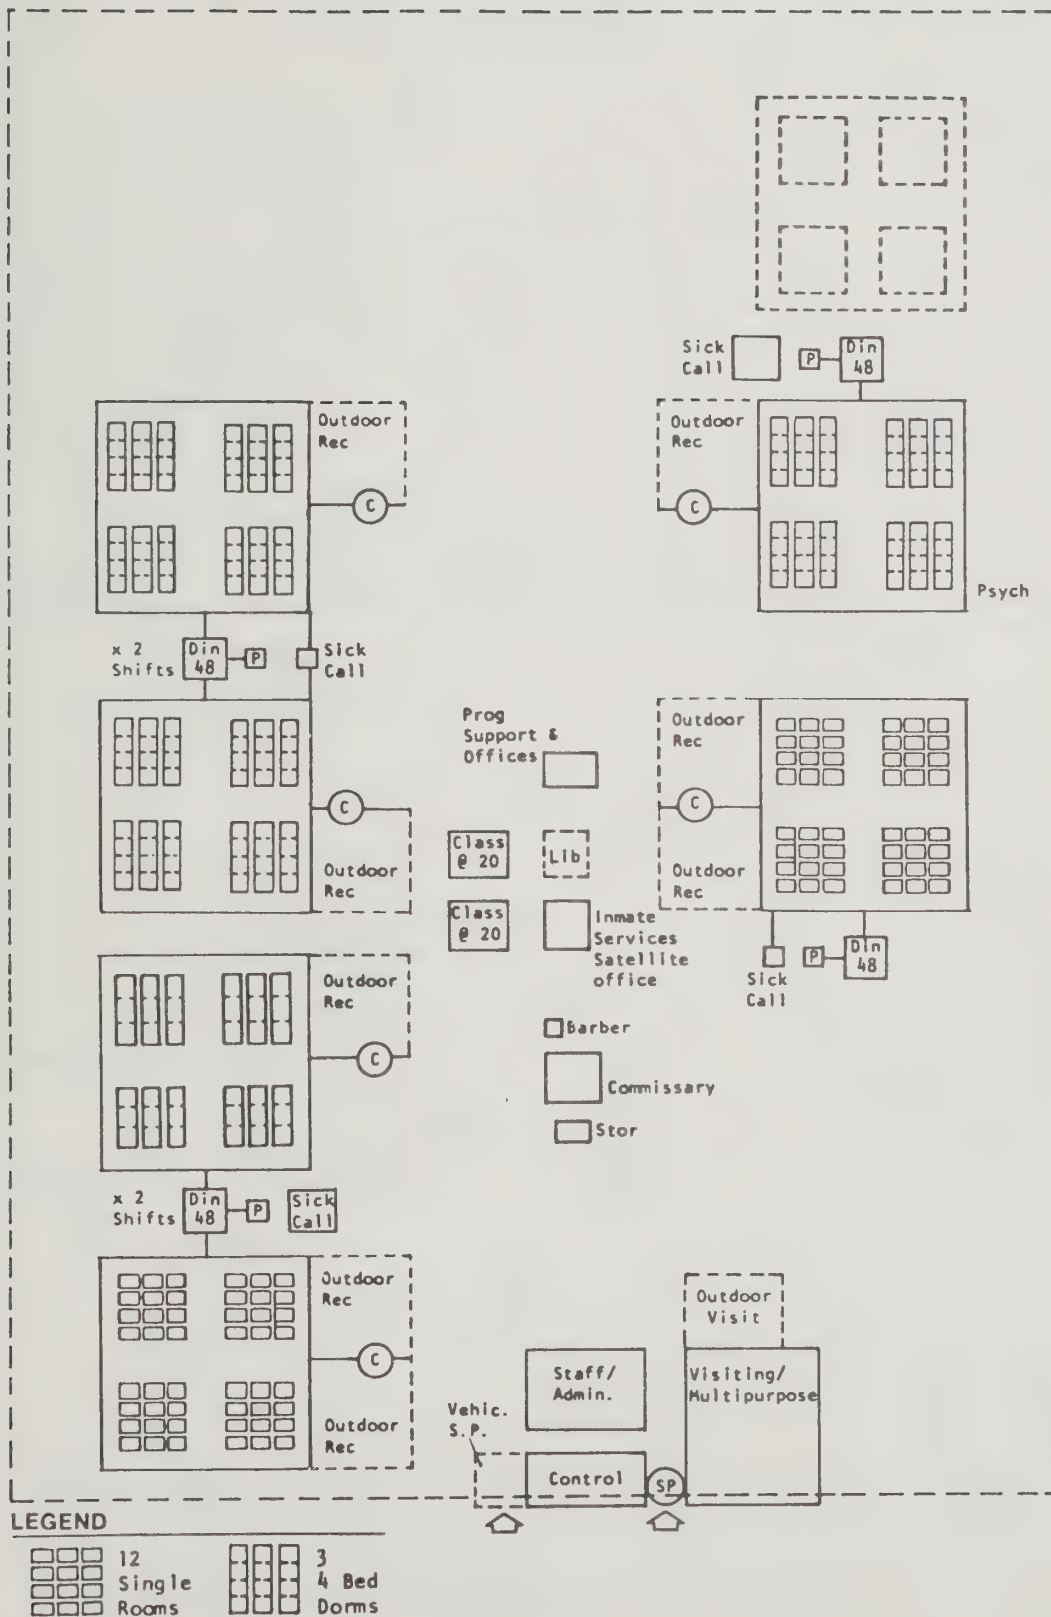 Sick
Call
P
Din
48
Outdoor
Rec
C
Outdoor
Rec
C
Psych
x 2
Shifts
Din
48
P
Sick
Call
Prog
Support &
Offices
Outdoor
Rec
C
Outdoor
Rec
C
Outdoor
Rec
Class
@ 20
Lib
Class
@ 20
Inmate
Services
Satellite
office
Sick
Call
P
Din
48
Outdoor
Rec
C
Barber
Commissary
Stor
x 2
Shifts
Din
48
P
Sick
Call
Outdoor
Rec
C
Outdoor
Rec
Outdoor
Visit
Staff/
Admin.
Visiting/
Multipurpose
Vehic.
S.P.
Control
SP
LEGEND
12
Single
Rooms
3
4 Bed
Dorms